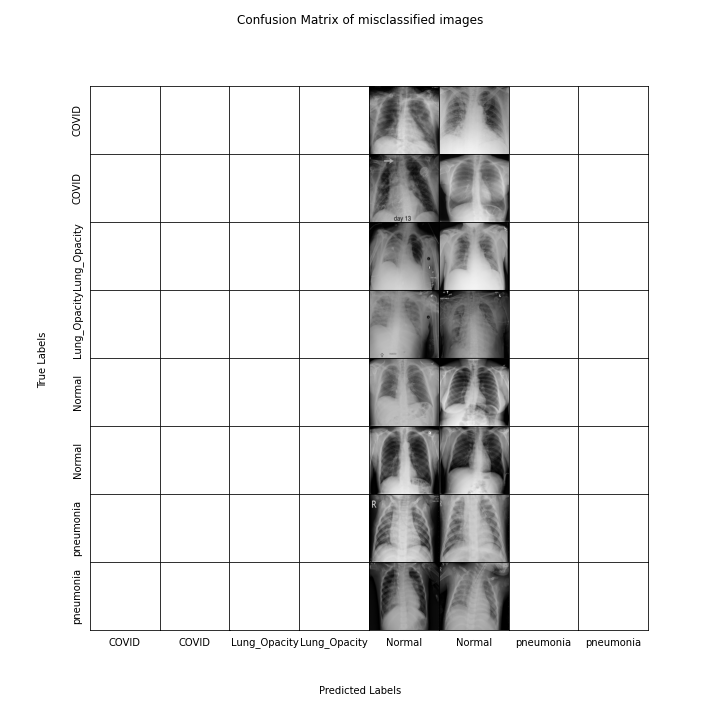 Confusion Matrix of misclassified images
COVID
COVID
Lung_Opacity
Lung_Opacity
Normal
Normal
pneumonia
pneumonia
True Labels
day 13
R
COVID
COVID
Lung_Opacity
Lung_Opacity
Normal
Normal
pneumonia
pneumonia
Predicted Labels